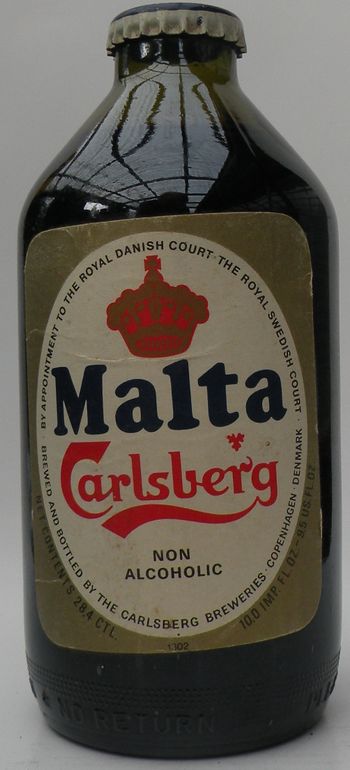 BY APPOINTMENT TO THE ROYAL DANISH COURT · THE ROYAL SWEDISH COURT ·
Malta
Carlsberg
NON
ALCOHOLIC
BREWED AND BOTTLED BY THE CARLSBERG BREWERIES · COPENHAGEN · DENMARK ·
NET CONTENTS 28,4 CTL.
10.0 IMP. FL OZ - 9.5 US. FL OZ
1302
NO RETURN